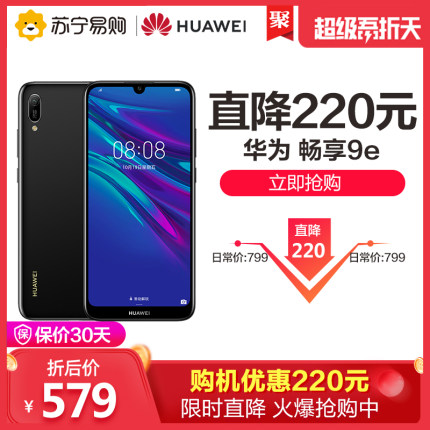 苏宁易购
HUAWEI
聚
超级吾折天
直降220元
华为 畅享9e
立即抢购
08:08
HUAWEI
HUAWEI
直降
220
日常价:799
日常价:799
保 保价30天
折后价
¥579
购机优惠220元
限时直降 火爆抢购中